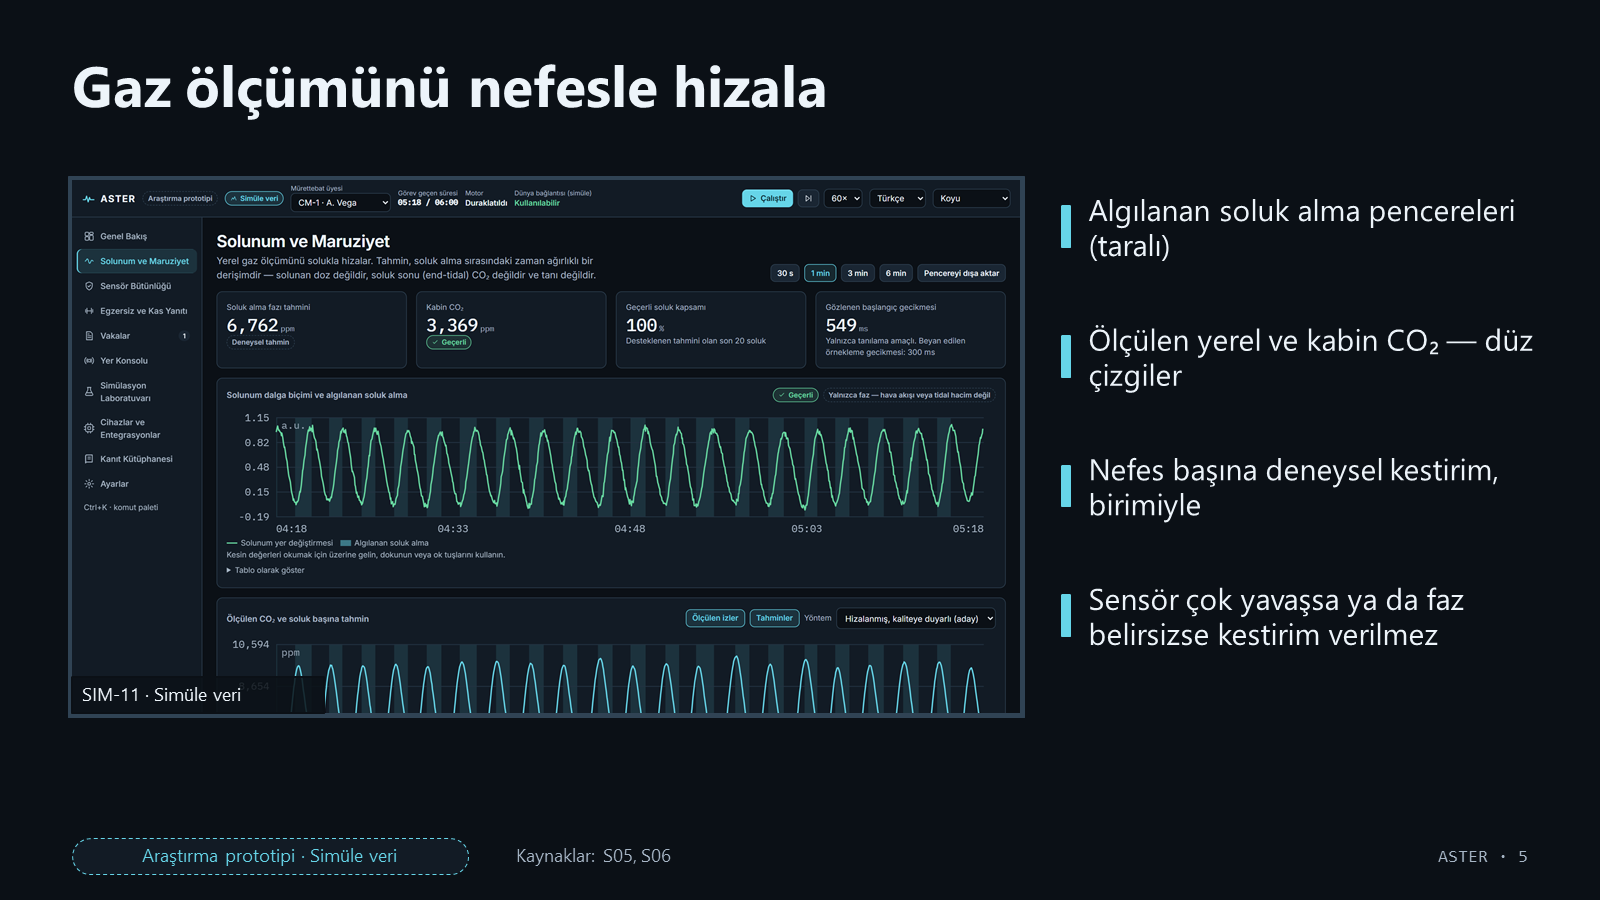 Gaz ölçümünü nefesle hizala
ASTER
Araştırma prototipi
Simüle veri
Mürettebat üyesi
CM-1 · A. Vega
Görev geçen süresi
05:18 / 06:00
Motor
Duraklatıldı
Dünya bağlantısı (simüle)
Kullanılabilir
Çalıştır
60×
Türkçe
Koyu
Genel Bakış
Solunum ve Maruziyet
Sensör Bütünlüğü
Egzersiz ve Kas Yanıtı
Vakalar 1
Yer Konsolu
Simülasyon
Laboratuvarı
Cihazlar ve
Entegrasyonlar
Kanıt Kütüphanesi
Ayarlar
Ctrl+K · komut paleti
Solunum ve Maruziyet
Yerel gaz ölçümünü solukla hizalar. Tahmin, soluk alma sırasındaki zaman ağırlıklı bir
derişimdir — solunan doz değildir, soluk sonu (end-tidal) CO₂ değildir ve tanı değildir.
30 s
1 min
3 min
6 min
Pencereyi dışa aktar
Soluk alma fazı tahmini
6,762 ppm
Deneysel tahmin
Kabin CO₂
3,369 ppm
Geçerli
Geçerli soluk kapsamı
100 %
Desteklenen tahmini olan son 20 soluk
Gözlenen başlangıç gecikmesi
549 ms
Yalnızca tanılama amaçlı. Beyan edilen
örnekleme gecikmesi: 300 ms
Solunum dalga biçimi ve algılanan soluk alma
Geçerli
Yalnızca faz — hava akışı veya tidal hacim değil
a.u.
1.15
0.82
0.48
0.15
-0.19
04:18 04:33 04:48 05:03 05:18
Solunum yer değiştirmesi
Algılanan soluk alma
Kesin değerleri okumak için üzerine gelin, dokunun veya ok tuşlarını kullanın.
Tablo olarak göster
Ölçülen CO₂ ve soluk başına tahmin
Ölçülen izler
Tahminler
Yöntem
Hizalanmış, kaliteye duyarlı (aday)
10,594
ppm
8,654
SIM-11 · Simüle veri
Algılanan soluk alma pencereleri
(taralı)
Ölçülen yerel ve kabin CO₂ — düz
çizgiler
Nefes başına deneysel kestirim,
birimiyle
Sensör çok yavaşsa ya da faz
belirsizse kestirim verilmez
Araştırma prototipi · Simüle veri
Kaynaklar: S05, S06
ASTER · 5